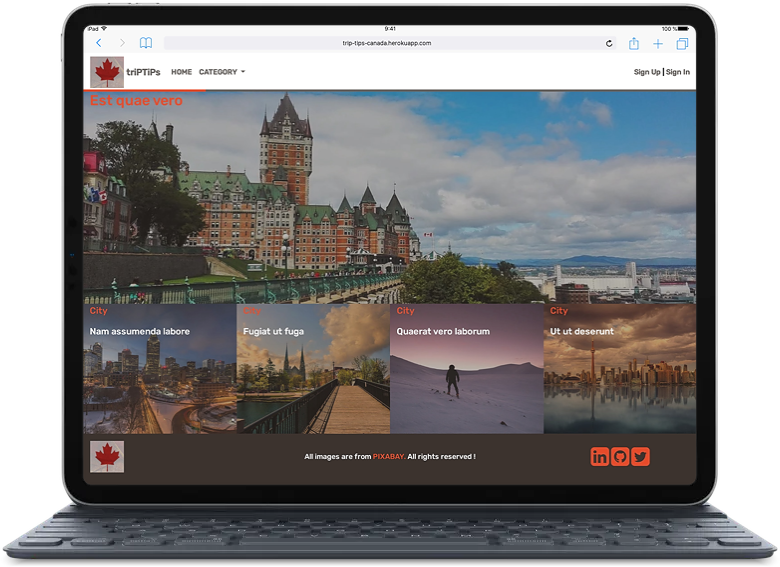 iPad 9:41 100 %
trip-tips-canada.herokuapp.com
triPTiPs HOME CATEGORY Sign Up | Sign In
Est quae vero
City City City City
Nam assumenda labore Fugiat ut fuga Quaerat vero laborum Ut ut deserunt
All images are from PIXABAY. All rights reserved !
in